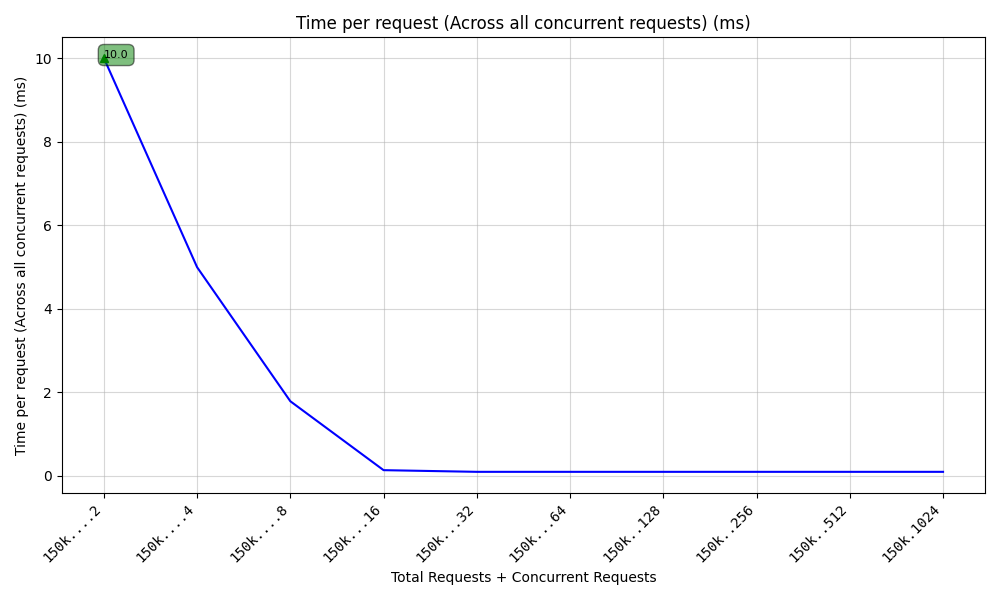 Time per request (Across all concurrent requests) (ms)
Time per request (Across all concurrent requests) (ms)
10
8
6
4
2
0
10.0
150k....2
150k....4
150k....8
150k...16
150k...32
150k...64
150k..128
150k..256
150k..512
150k.1024
Total Requests + Concurrent Requests